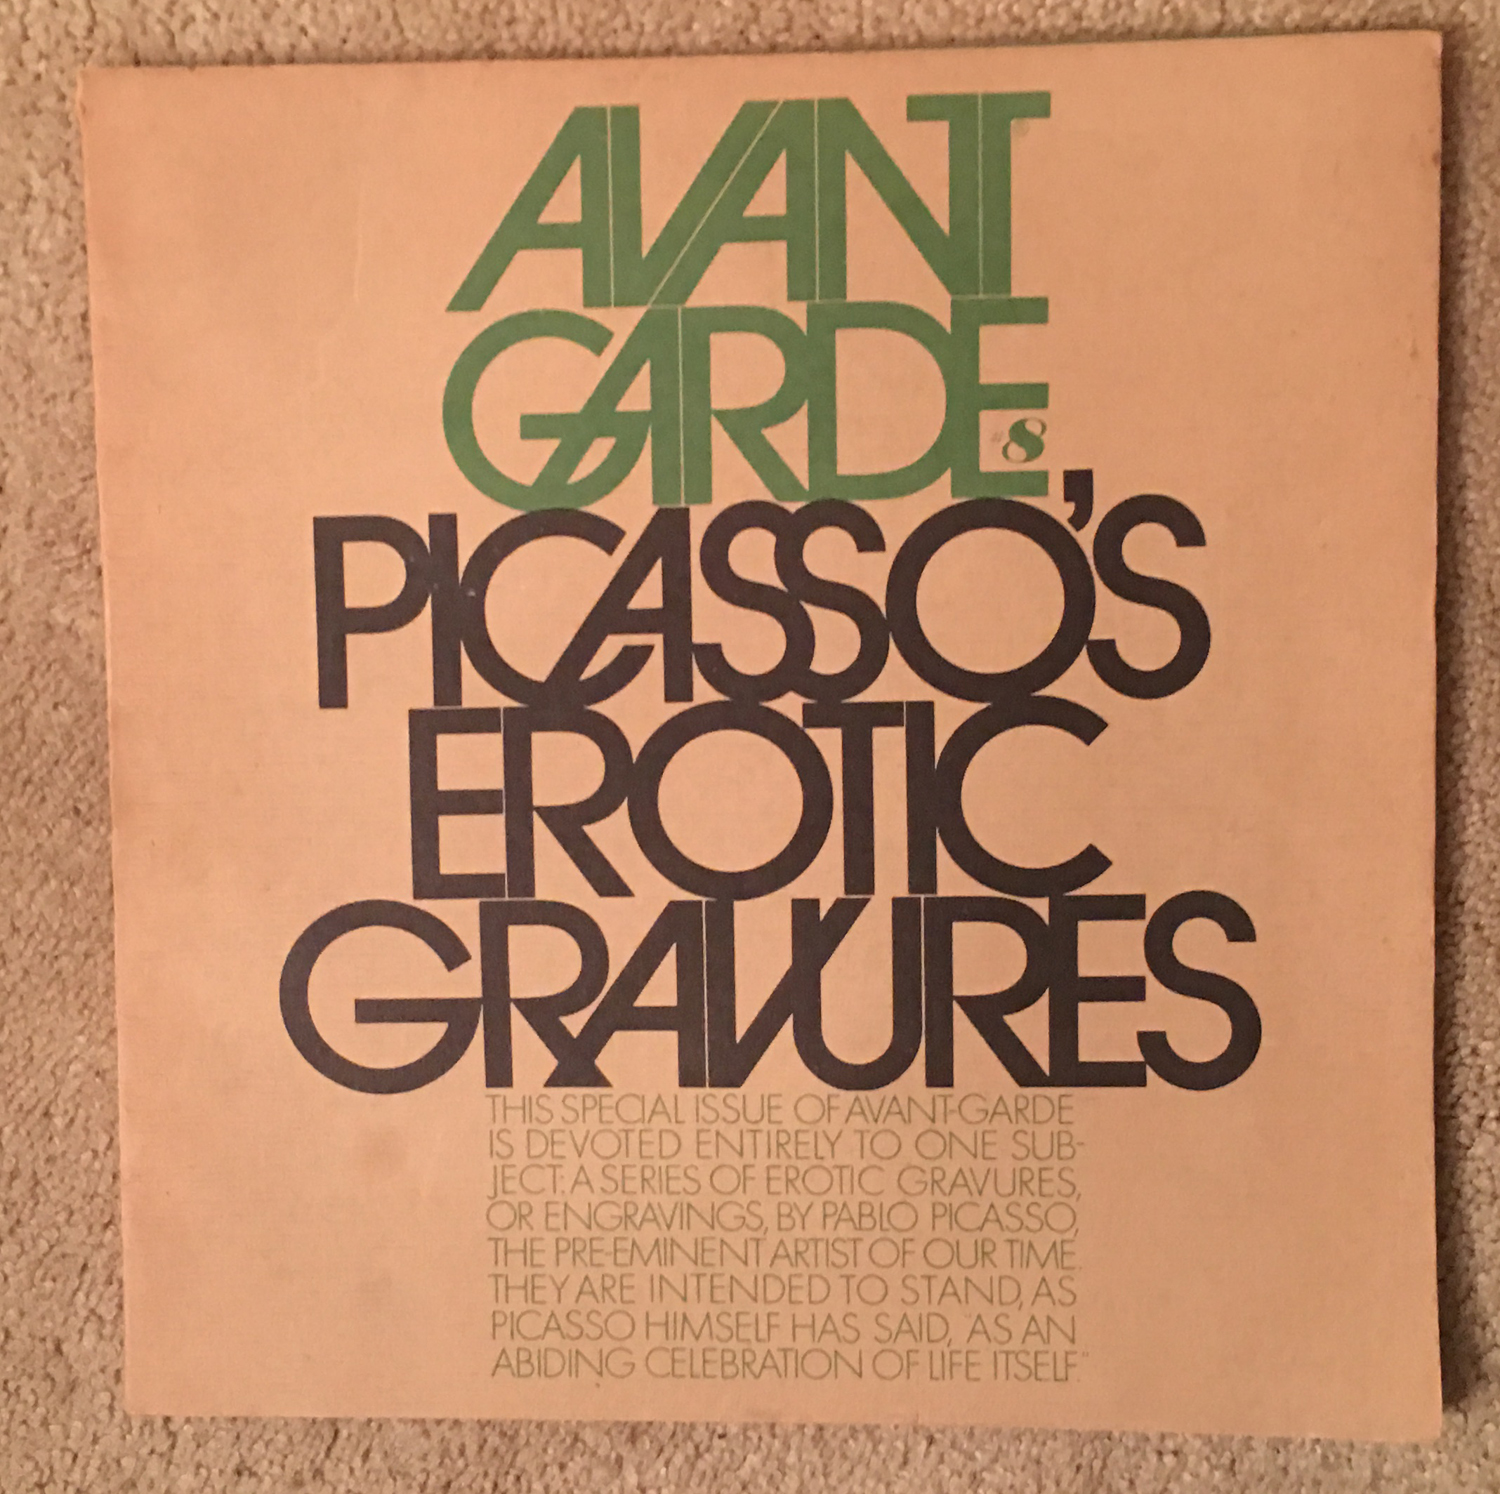 AVANT
GARDE
#8
PICASSO'S
EROTIC
GRAVURES
THIS SPECIAL ISSUE OF AVANT-GARDE
IS DEVOTED ENTIRELY TO ONE SUB-
JECT: A SERIES OF EROTIC GRAVURES,
OR ENGRAVINGS, BY PABLO PICASSO,
THE PRE-EMINENT ARTIST OF OUR TIME.
THEY ARE INTENDED TO STAND, AS
PICASSO HIMSELF HAS SAID, "AS AN
ABIDING CELEBRATION OF LIFE ITSELF."